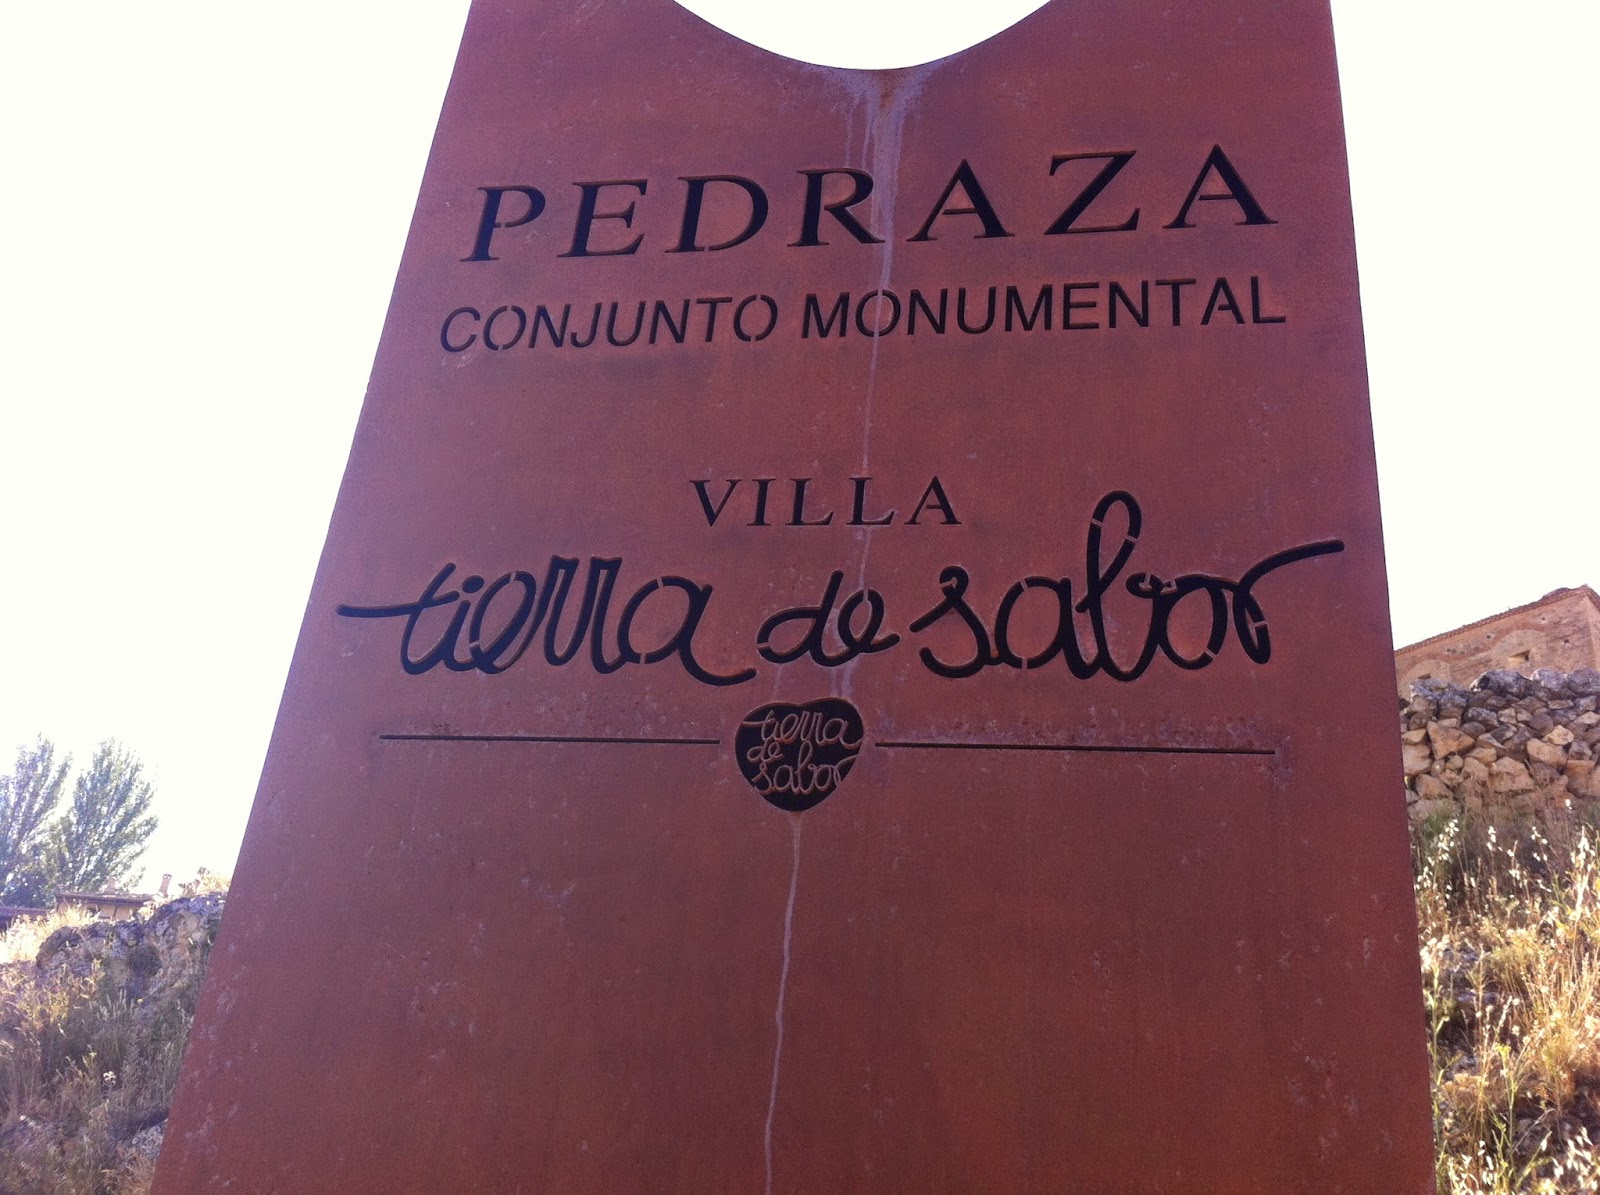 PEDRAZA
CONJUNTO MONUMENTAL
VILLA
tierra de sabor
tierra
de
sabor